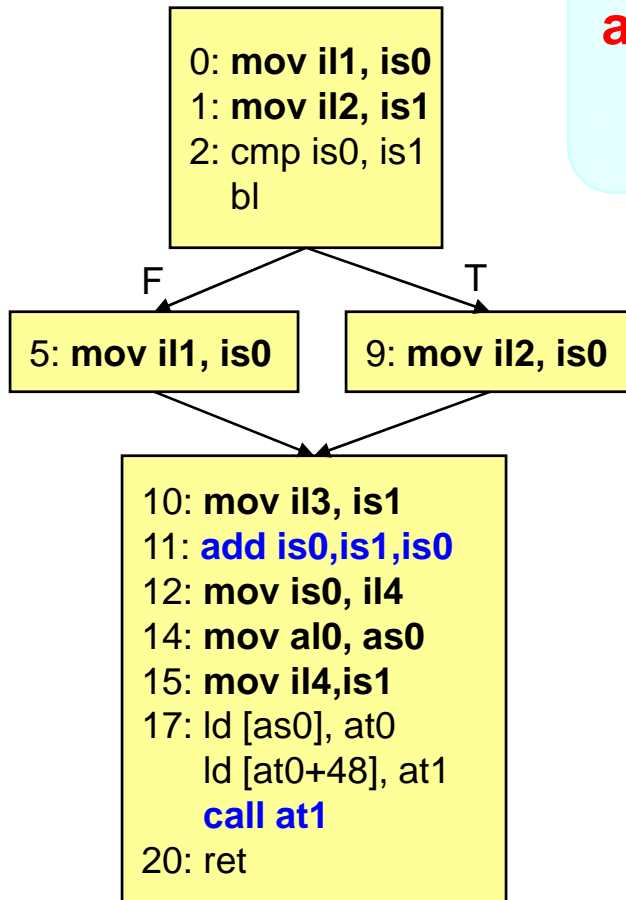 a
0: mov il1, is0
1: mov il2, is1
2: cmp is0, is1
bl
F
T
5: mov il1, is0
9: mov il2, is0
10: mov il3, is1
11: add is0,is1,is0
12: mov is0, il4
14: mov al0, as0
15: mov il4,is1
17: ld [as0], at0
ld [at0+48], at1
call at1
20: ret